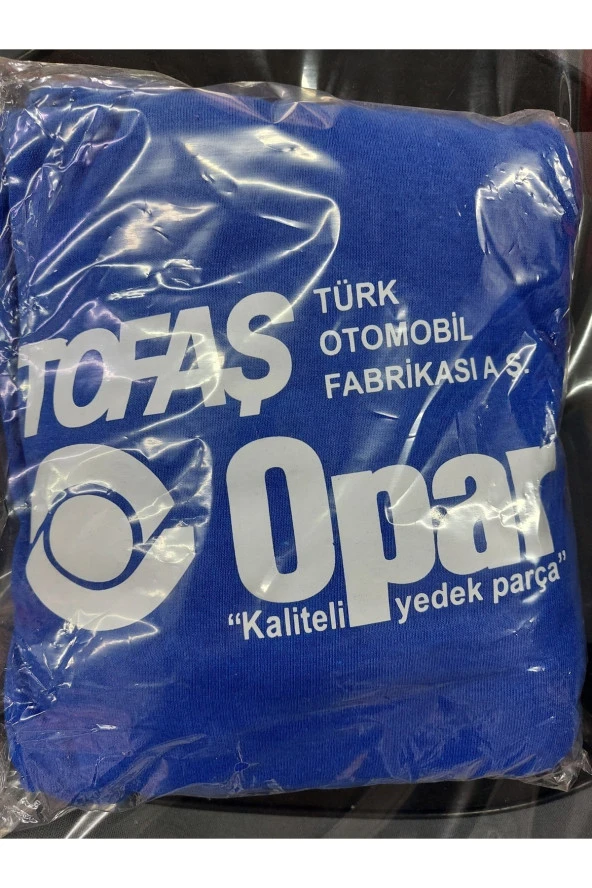 TOFAŞ
TÜRK
OTOMOBİL
FABRİKASI A Ş.
Opar
“Kaliteli yedek parça”